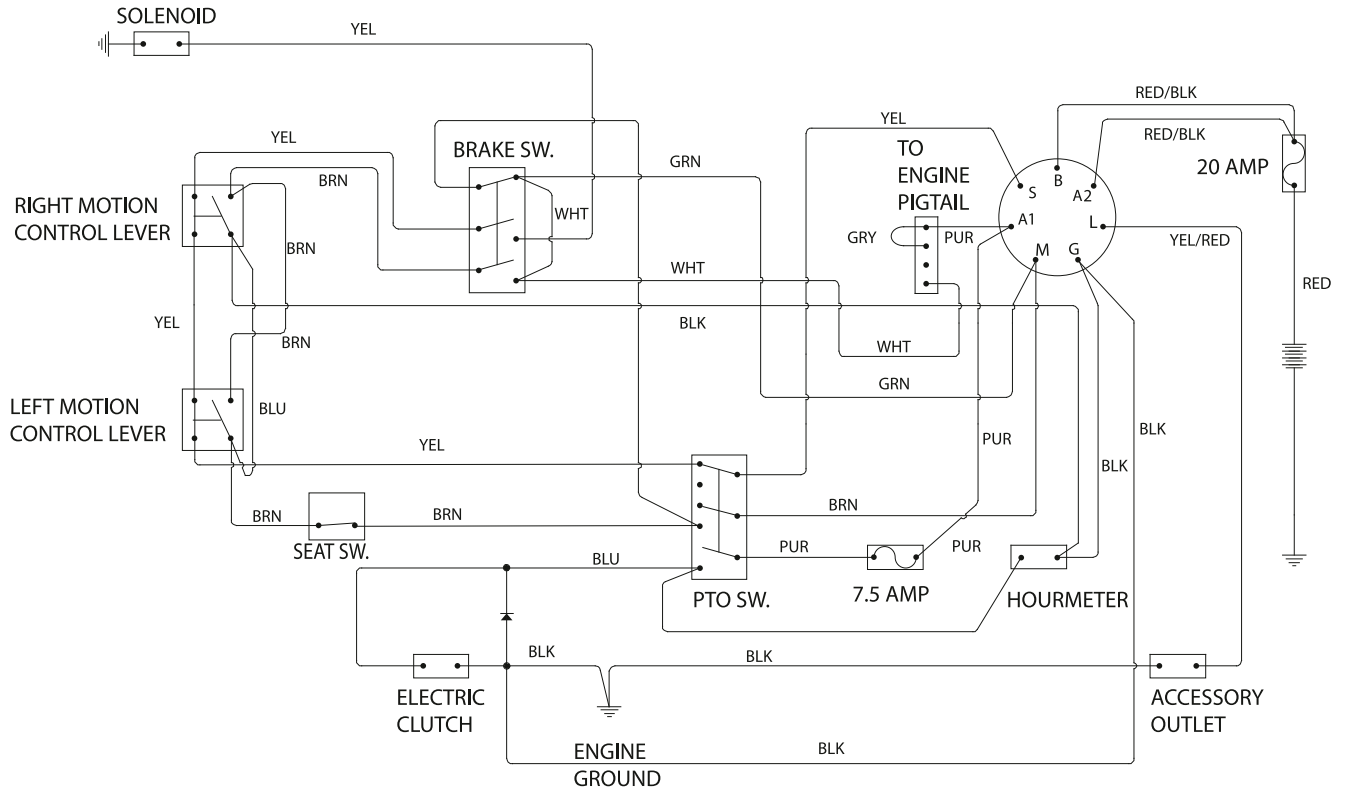 SOLENOID
YEL
RED/BLK
YEL
RED/BLK
YEL
BRAKE SW.
GRN
TO
ENGINE
PIGTAIL
20 AMP
BRN
S
B
A2
RIGHT MOTION
CONTROL LEVER
WHT
A1
L
GRY
PUR
YEL/RED
BRN
M
G
WHT
RED
YEL
BLK
BRN
WHT
GRN
LEFT MOTION
CONTROL LEVER
BLU
BLK
YEL
PUR
BLK
BRN
BRN
BRN
SEAT SW.
BLU
PUR
PUR
PTO SW.
7.5 AMP
HOURMETER
BLK
BLK
ELECTRIC
CLUTCH
ACCESSORY
OUTLET
ENGINE
GROUND
BLK